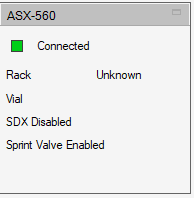 ASX-560
Connected
Rack Unknown
Vial
SDX Disabled
Sprint Valve Enabled